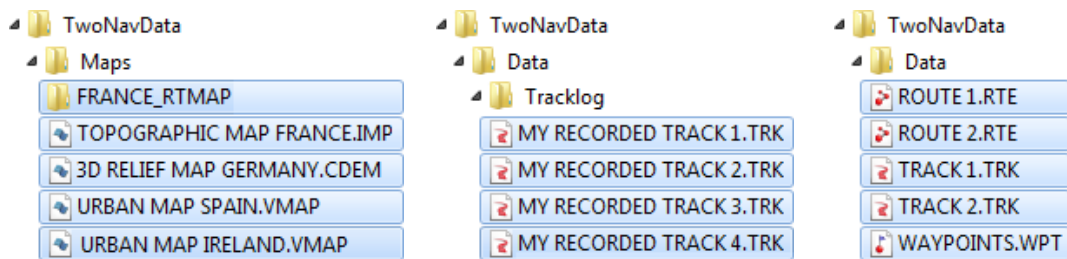 TwoNavData
Maps
FRANCE_RTMAP
TOPOGRAPHIC MAP FRANCE.IMP
3D RELIEF MAP GERMANY.CDEM
URBAN MAP SPAIN.VMAP
URBAN MAP IRELAND.VMAP
TwoNavData
Data
Tracklog
MY RECORDED TRACK 1.TRK
MY RECORDED TRACK 2.TRK
MY RECORDED TRACK 3.TRK
MY RECORDED TRACK 4.TRK
TwoNavData
Data
ROUTE 1.RTE
ROUTE 2.RTE
TRACK 1.TRK
TRACK 2.TRK
WAYPOINTS.WPT